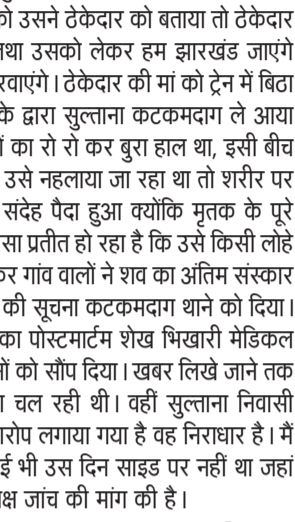 को उसने ठेकेदार को बताया तो ठेकेदार
तथा उसको लेकर हम झारखंड जाएंगे
रवाएंगे। ठेकेदार की मां को ट्रेन में बिठा
के द्वारा सुल्ताना कटकमदाग ले आया
का रो रो कर बुरा हाल था, इसी बीच
उसे नहलाया जा रहा था तो शरीर पर
संदेह पैदा हुआ क्योंकि मृतक के पूरे
सा प्रतीत हो रहा है कि उसे किसी लोहे
कर गांव वालों ने शव का अंतिम संस्कार
की सूचना कटकमदाग थाने को दिया।
का पोस्टमार्टम शेख भिखारी मेडिकल
को सौंप दिया। खबर लिखे जाने तक
चल रही थी। वहीं सुल्ताना निवासी
रोप लगाया गया है वह निराधार है। मैं
ई भी उस दिन साइड पर नहीं था जहां
क्ष जांच की मांग की है।